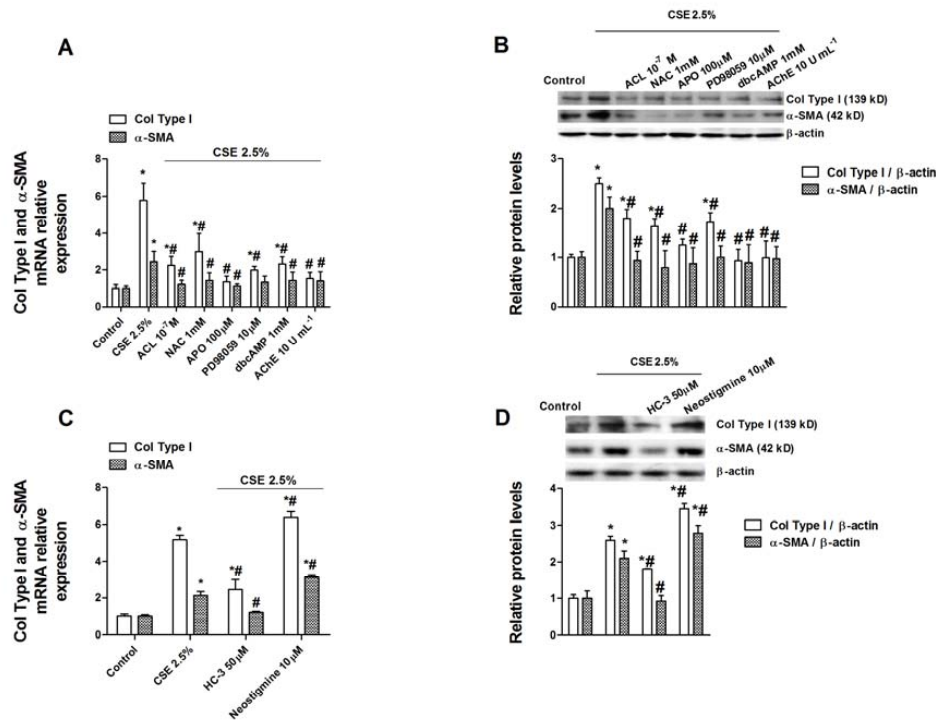 A
Col Type I
α-SMA
CSE 2.5%
Col Type I and α-SMA
mRNA relative
expression
8
6
4
2
0
*
*
*#
#
*#
#
#
#
*#
*#
#
#
#
Control
CSE 2.5%
ACL 10⁻⁷M
NAC 1mM
APO 100μM
PD98059 10μM
dbcAMP 1mM
AChE 10 U mL⁻¹
B
CSE 2.5%
Control
ACL 10⁻⁷ M
NAC 1mM
APO 100μM
PD98059 10μM
dbcAMP 1mM
AChE 10 U mL⁻¹
Col Type I (139 kD)
α-SMA (42 kD)
β-actin
Relative protein levels
3
2
1
0
*
*
*#
#
*#
#
#
#
*#
#
#
#
#
#
Col Type I / β-actin
α-SMA / β-actin
C
Col Type I
α-SMA
CSE 2.5%
Col Type I and α-SMA
mRNA relative
expression
8
6
4
2
0
*
*
*#
#
*#
*#
Control
CSE 2.5%
HC-3 50μM
Neostigmine 10μM
D
CSE 2.5%
Control
HC-3 50μM
Neostigmine 10μM
Col Type I (139 kD)
α-SMA (42 kD)
β-actin
Relative protein levels
4
3
2
1
0
*
*
*#
#
*#
*#
Col Type I / β-actin
α-SMA / β-actin